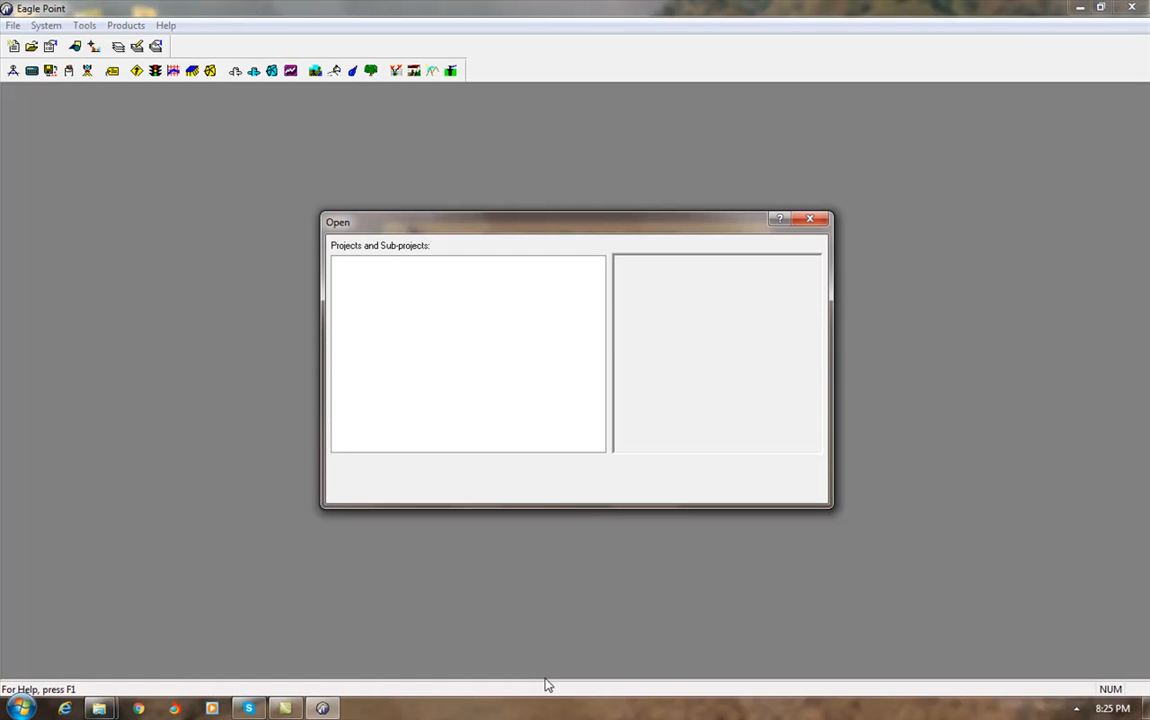 Eagle Point
File System Tools Products Help
Open
?
Projects and Sub-projects:
For Help, press F1
NUM
8:25 PM